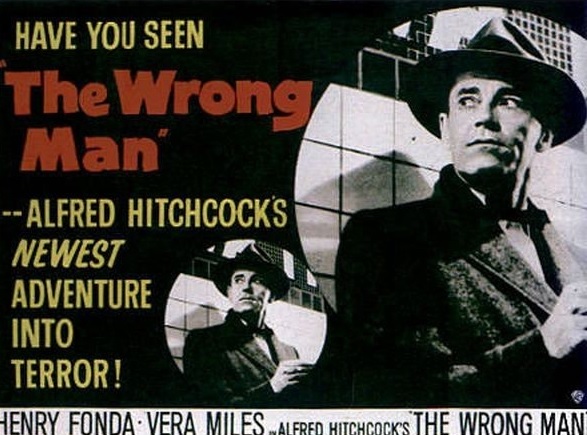 HAVE YOU SEEN
"The Wrong
Man"
--ALFRED HITCHCOCK'S
NEWEST
ADVENTURE
INTO
TERROR!
HENRY FONDA · VERA MILES IN ALFRED HITCHCOCK'S "THE WRONG MAN